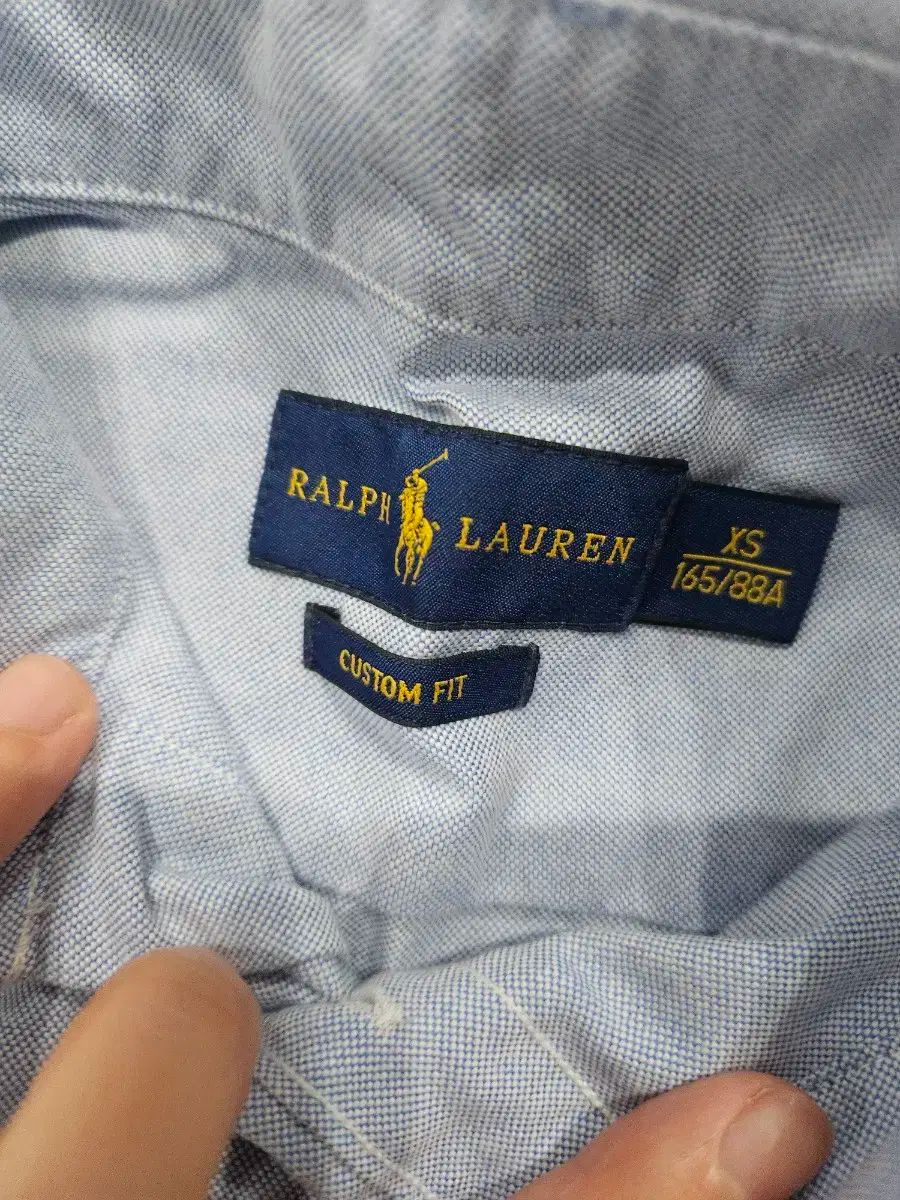 RALPH LAUREN
XS
165/88A
CUSTOM FIT